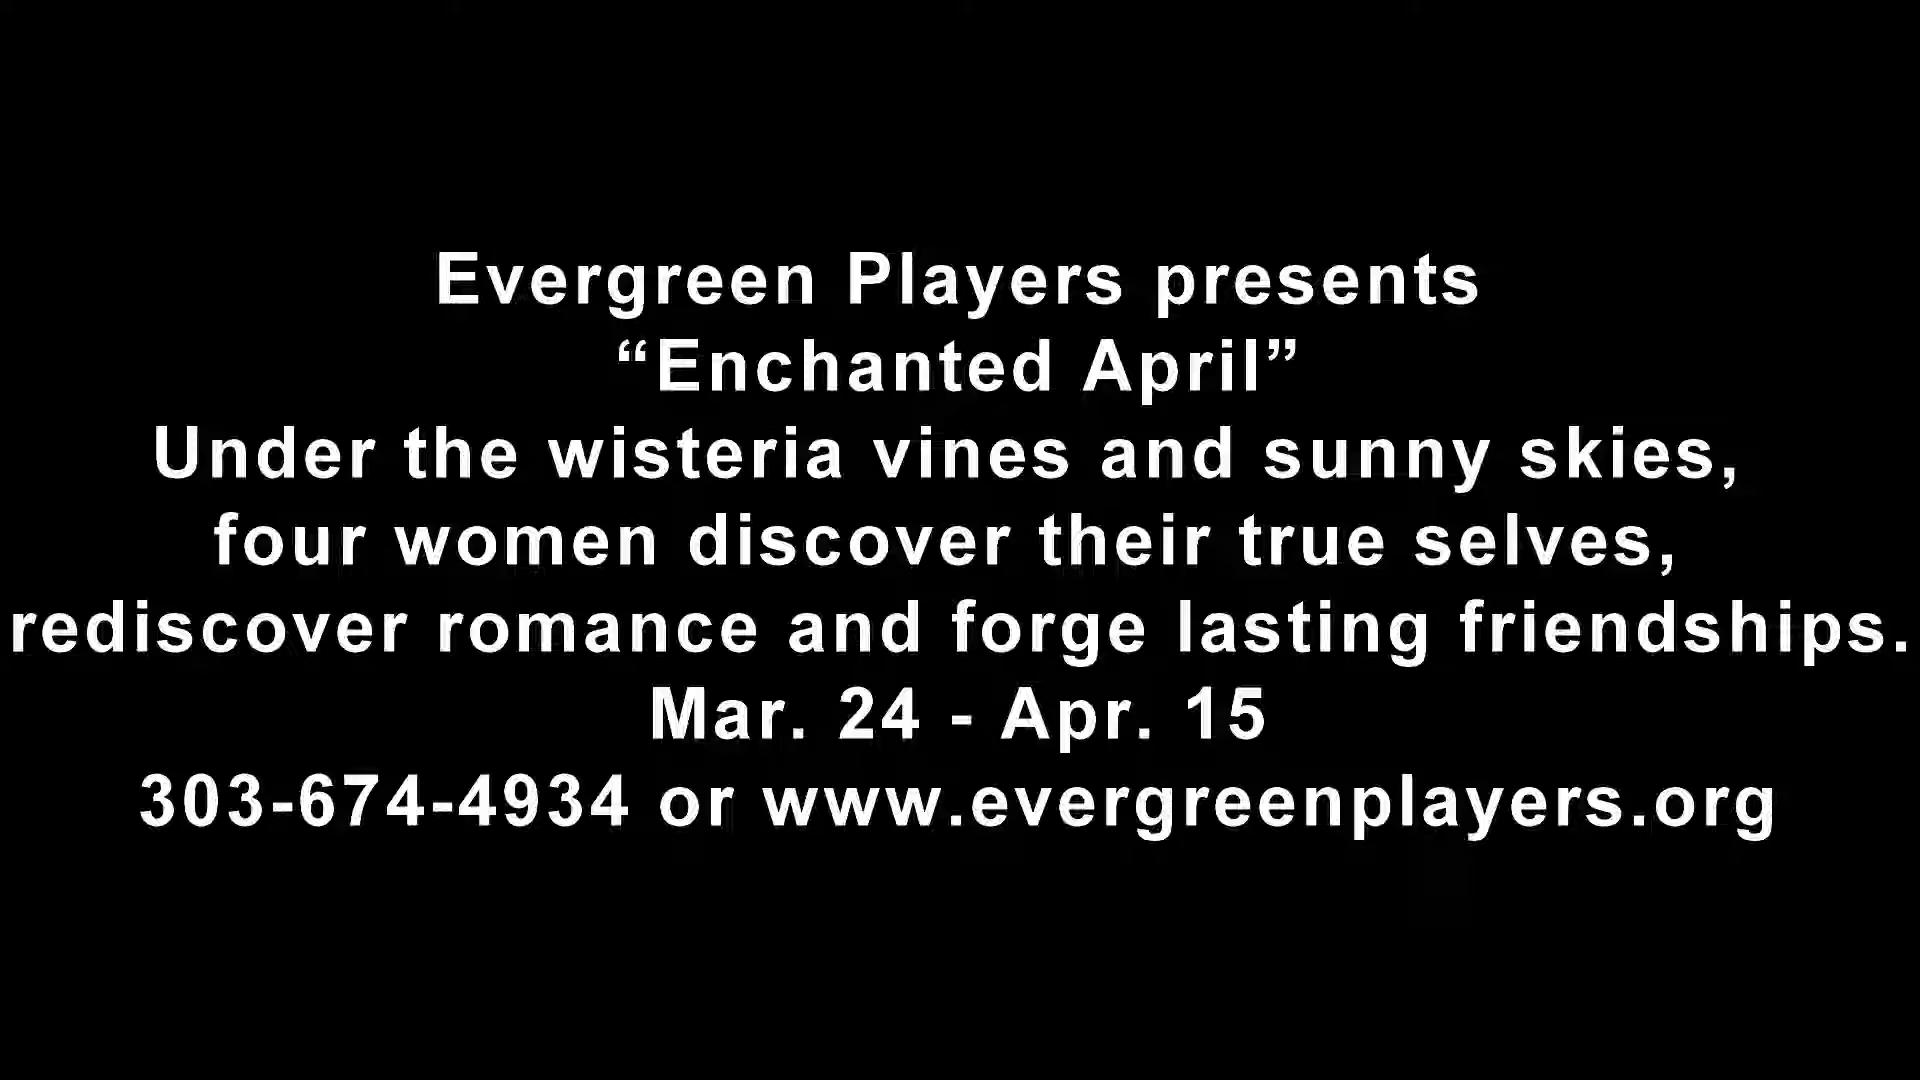 Evergreen Players presents
“Enchanted April”
Under the wisteria vines and sunny skies,
four women discover their true selves,
rediscover romance and forge lasting friendships.
Mar. 24 - Apr. 15
303-674-4934 or www.evergreenplayers.org